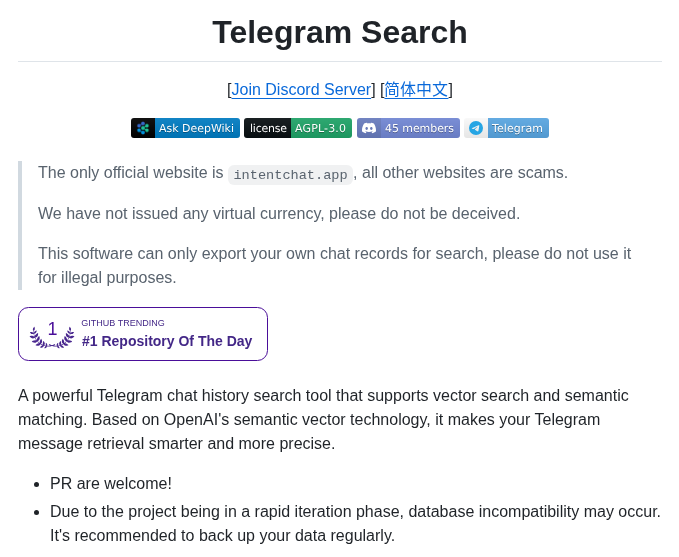 Telegram Search
[Join Discord Server] [简体中文]
Ask DeepWiki license AGPL-3.0 45 members Telegram
The only official website is intentchat.app, all other websites are scams.
We have not issued any virtual currency, please do not be deceived.
This software can only export your own chat records for search, please do not use it
for illegal purposes.
1
GITHUB TRENDING
#1 Repository Of The Day
A powerful Telegram chat history search tool that supports vector search and semantic
matching. Based on OpenAI's semantic vector technology, it makes your Telegram
message retrieval smarter and more precise.
• PR are welcome!
• Due to the project being in a rapid iteration phase, database incompatibility may occur.
It's recommended to back up your data regularly.